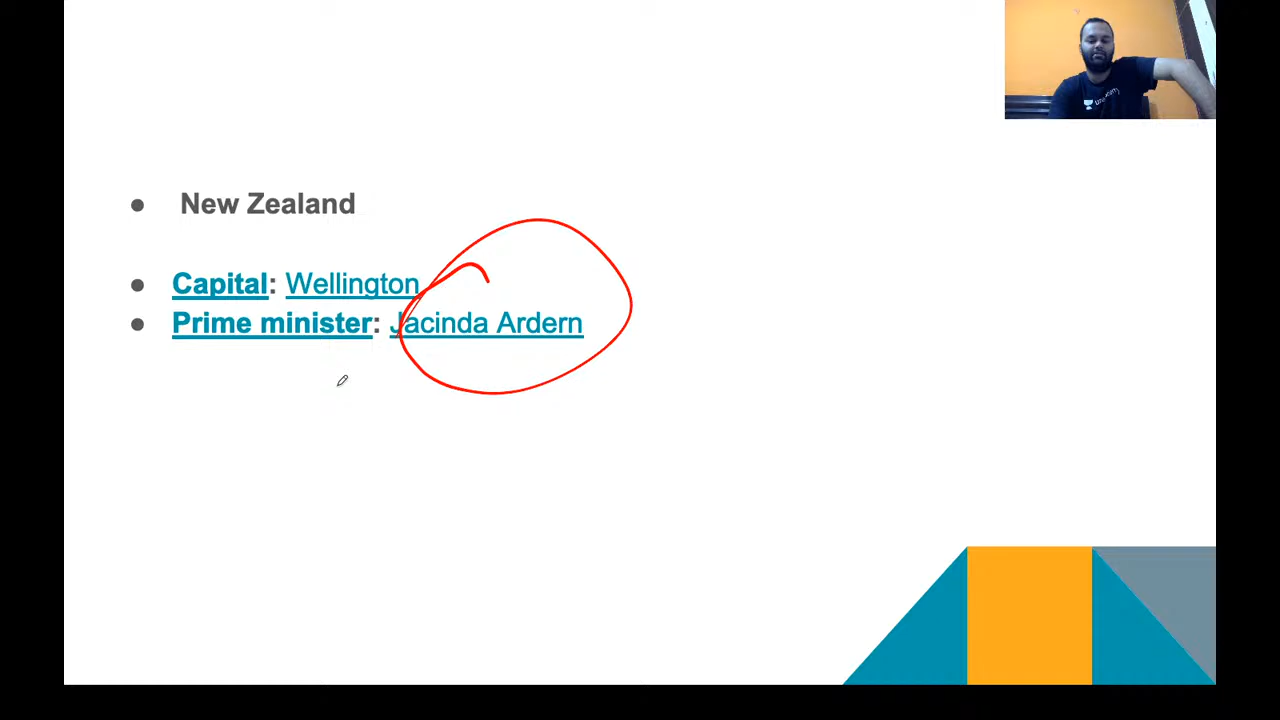 ● New Zealand
● Capital: Wellington
● Prime minister: Jacinda Ardern